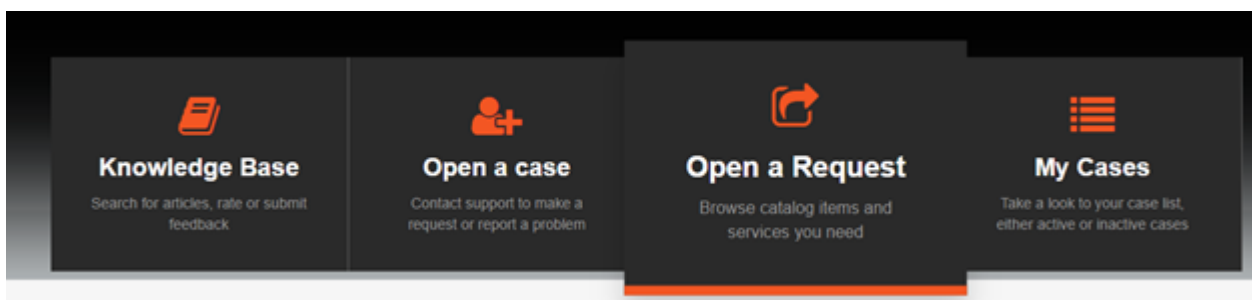 Knowledge Base
Search for articles, rate or submit
feedback
Open a case
Contact support to make a
request or report a problem
Open a Request
Browse catalog items and
services you need
My Cases
Take a look to your case list,
either active or inactive cases